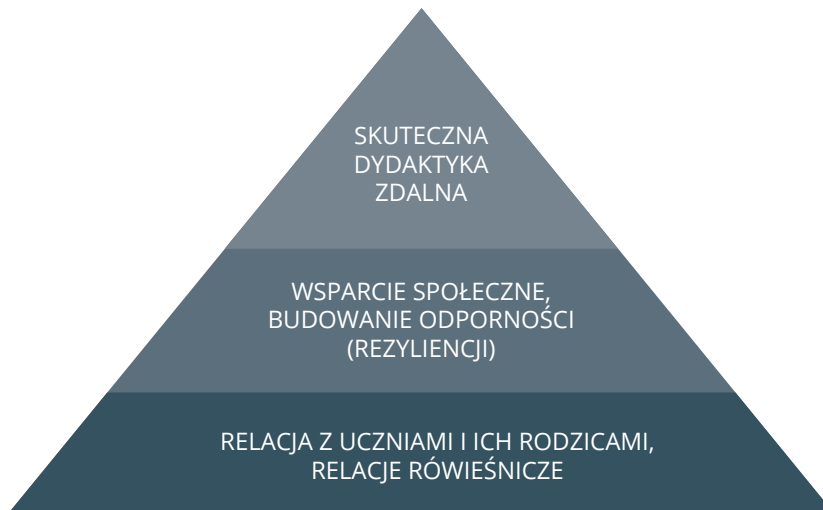 SKUTECZNA
DYDAKTYKA
ZDALNA
WSPARCIE SPOŁECZNE,
BUDOWANIE ODPORNOŚCI
(REZYLIENCJI)
RELACJA Z UCZNIAMI I ICH RODZICAMI,
RELACJE RÓWIEŚNICZE